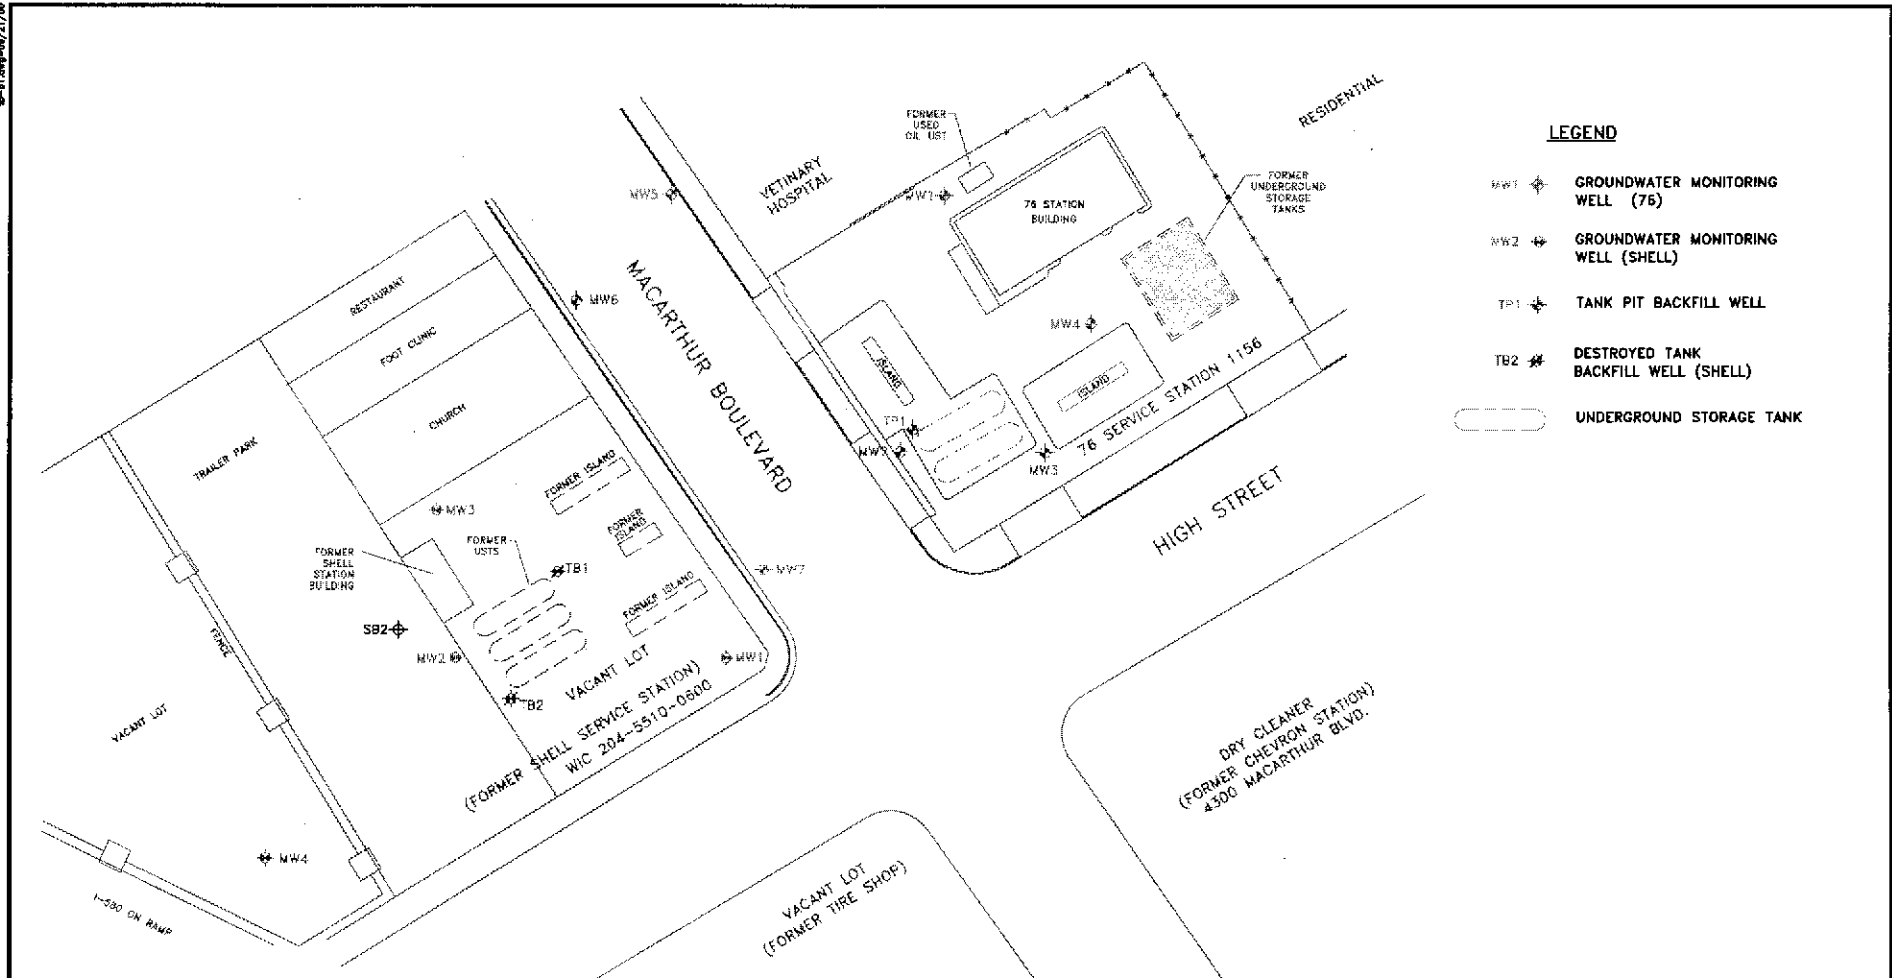 LEGEND
MW1 GROUNDWATER MONITORING
WELL (76)
MW2 GROUNDWATER MONITORING
WELL (SHELL)
TP1 TANK PIT BACKFILL WELL
TB2 DESTROYED TANK
BACKFILL WELL (SHELL)
UNDERGROUND STORAGE TANK
RESIDENTIAL
FORMER
USED
OIL UST
VETINARY
HOSPITAL
MW5
MW1
76 STATION
BUILDING
FORMER
UNDERGROUND
STORAGE
TANKS
MW6
MACARTHUR BOULEVARD
MW4
ISLAND
ISLAND
76 SERVICE STATION 1156
TP1
MW2
MW3
HIGH STREET
RESTAURANT
FOOT CLINIC
CHURCH
TRAILER PARK
FORMER ISLAND
MW3
FORMER
ISLAND
FORMER
USTS
FORMER
SHELL
STATION
BUILDING
TB1
MW7
FORMER ISLAND
SB2
FENCE
MW2
MW1
VACANT LOT
TB2
(FORMER SHELL SERVICE STATION)
WIC 204-5510-0600
VACANT LOT
MW4
I-580 ON RAMP
DRY CLEANER
(FORMER CHEVRON STATION)
4300 MACARTHUR BLVD.
VACANT LOT
(FORMER TIRE SHOP)